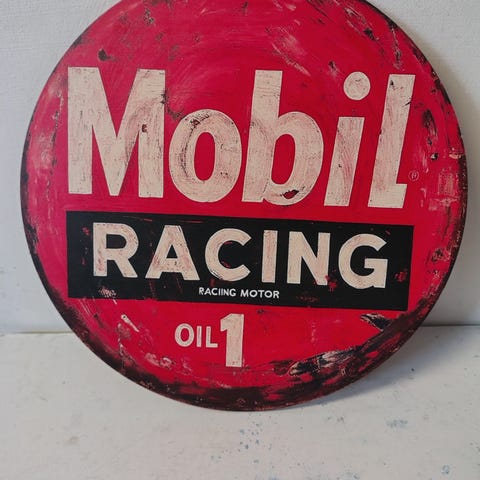 Mobil®
RACING
RACIING MOTOR
OIL 1